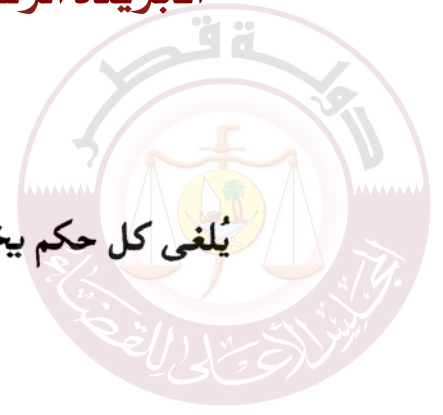 دولة قطر
يُلغى كل حكم
المجلس الأعلى للقضاء